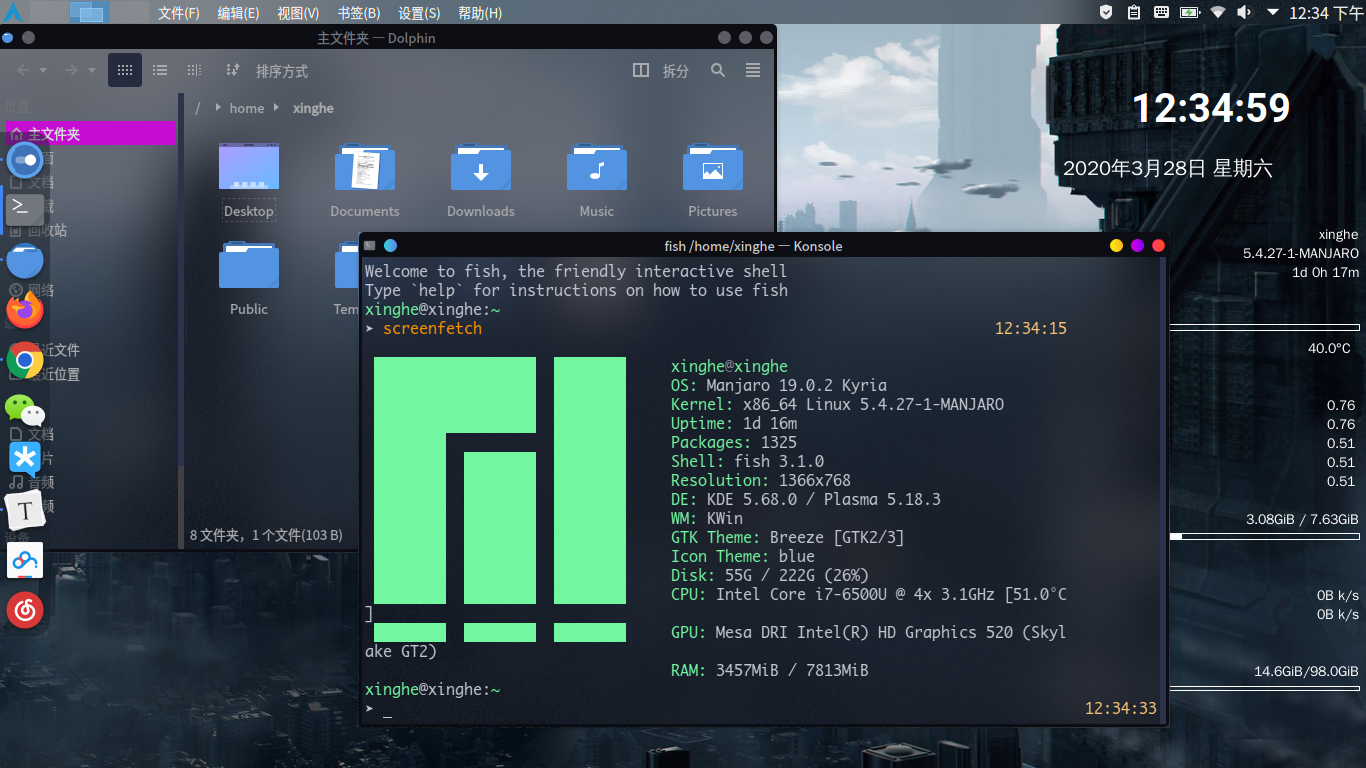 文件(F) 编辑(E) 视图(V) 书签(B) 设置(S) 帮助(H)
12:34 下午
主文件夹 — Dolphin
排序方式
拆分
/ home xinghe
主文件夹
文档
回收站
网络
最近文件
最近位置
文档
音频
Desktop
Documents
Downloads
Music
Pictures
Public
Tem
8 文件夹，1 个文件(103 B)
fish /home/xinghe — Konsole
Welcome to fish, the friendly interactive shell
Type `help` for instructions on how to use fish
xinghe@xinghe:~
➤ screenfetch 12:34:15
xinghe@xinghe
OS: Manjaro 19.0.2 Kyria
Kernel: x86_64 Linux 5.4.27-1-MANJARO
Uptime: 1d 16m
Packages: 1325
Shell: fish 3.1.0
Resolution: 1366x768
DE: KDE 5.68.0 / Plasma 5.18.3
WM: KWin
GTK Theme: Breeze [GTK2/3]
Icon Theme: blue
Disk: 55G / 222G (26%)
CPU: Intel Core i7-6500U @ 4x 3.1GHz [51.0°C
]
GPU: Mesa DRI Intel(R) HD Graphics 520 (Skyl
ake GT2)
RAM: 3457MiB / 7813MiB
xinghe@xinghe:~
➤ _ 12:34:33
12:34:59
2020年3月28日 星期六
xinghe
5.4.27-1-MANJARO
1d 0h 17m
40.0°C
0.76
0.76
0.51
0.51
0.51
3.08GiB / 7.63GiB
0B k/s
0B k/s
14.6GiB/98.0GiB
T